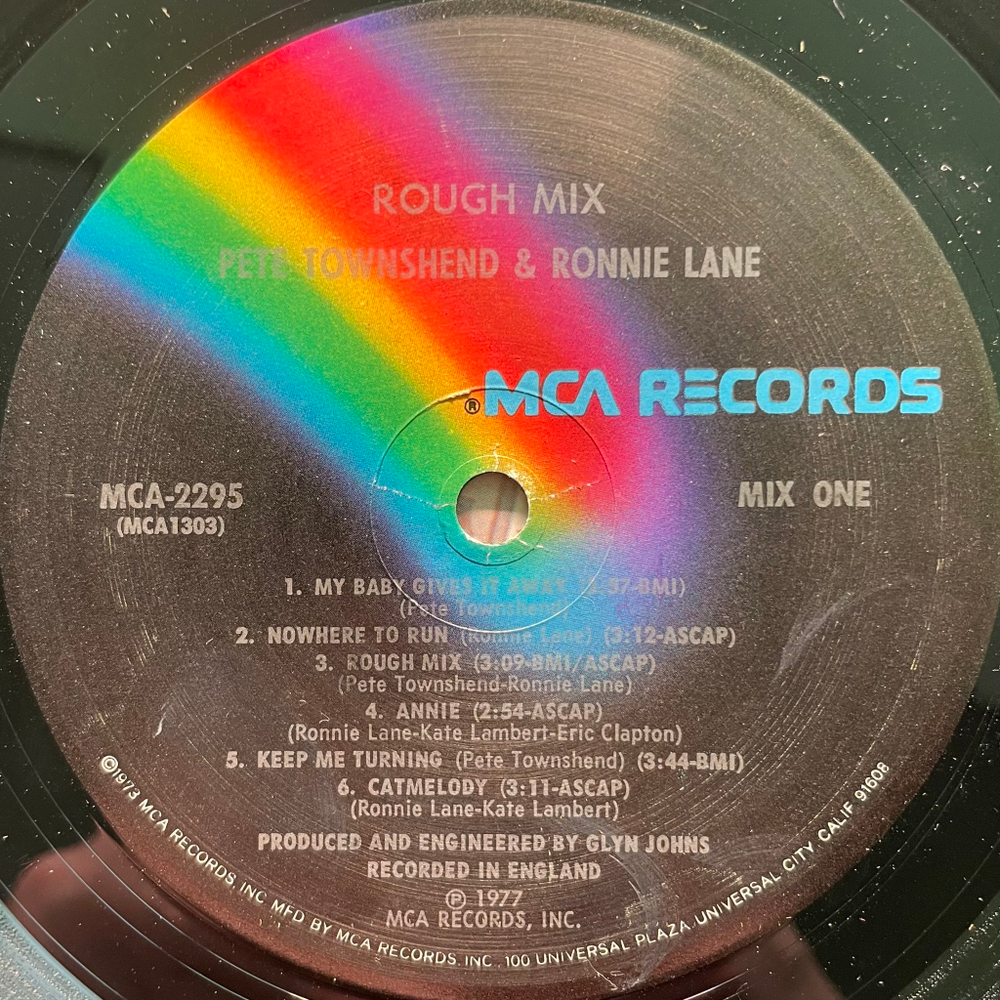 ROUGH MIX
PETE TOWNSHEND & RONNIE LANE
® MCA RECORDS
MCA-2295
(MCA1303)
MIX ONE
1. MY BABY GIVES IT AWAY (2:57-BMI)
(Pete Townshend)
2. NOWHERE TO RUN (Ronnie Lane) (3:12-ASCAP)
3. ROUGH MIX (3:09-BMI/ASCAP)
(Pete Townshend-Ronnie Lane)
4. ANNIE (2:54-ASCAP)
(Ronnie Lane-Kate Lambert-Eric Clapton)
5. KEEP ME TURNING (Pete Townshend) (3:44-BMI)
6. CATMELODY (3:11-ASCAP)
(Ronnie Lane-Kate Lambert)
PRODUCED AND ENGINEERED BY GLYN JOHNS
RECORDED IN ENGLAND
℗ 1977
MCA RECORDS, INC.
©1973 MCA RECORDS, INC MFD BY MCA RECORDS, INC., 100 UNIVERSAL PLAZA, UNIVERSAL CITY, CALIF 91608